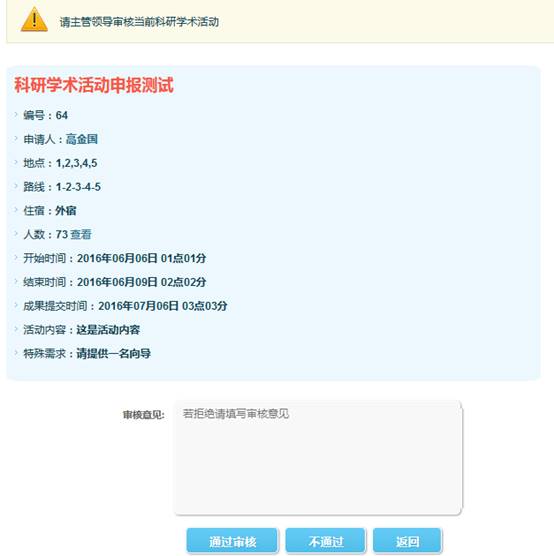 请主管领导审核当前科研学术活动
科研学术活动申报测试
编号：64
申请人：高金国
地点：1,2,3,4,5
路线：1-2-3-4-5
住宿：外宿
人数：73 查看
开始时间：2016年06月06日 01点01分
结束时间：2016年06月09日 02点02分
成果提交时间：2016年07月06日 03点03分
活动内容：这是活动内容
特殊需求：请提供一名向导
审核意见: 若拒绝请填写审核意见
通过审核 不通过 返回